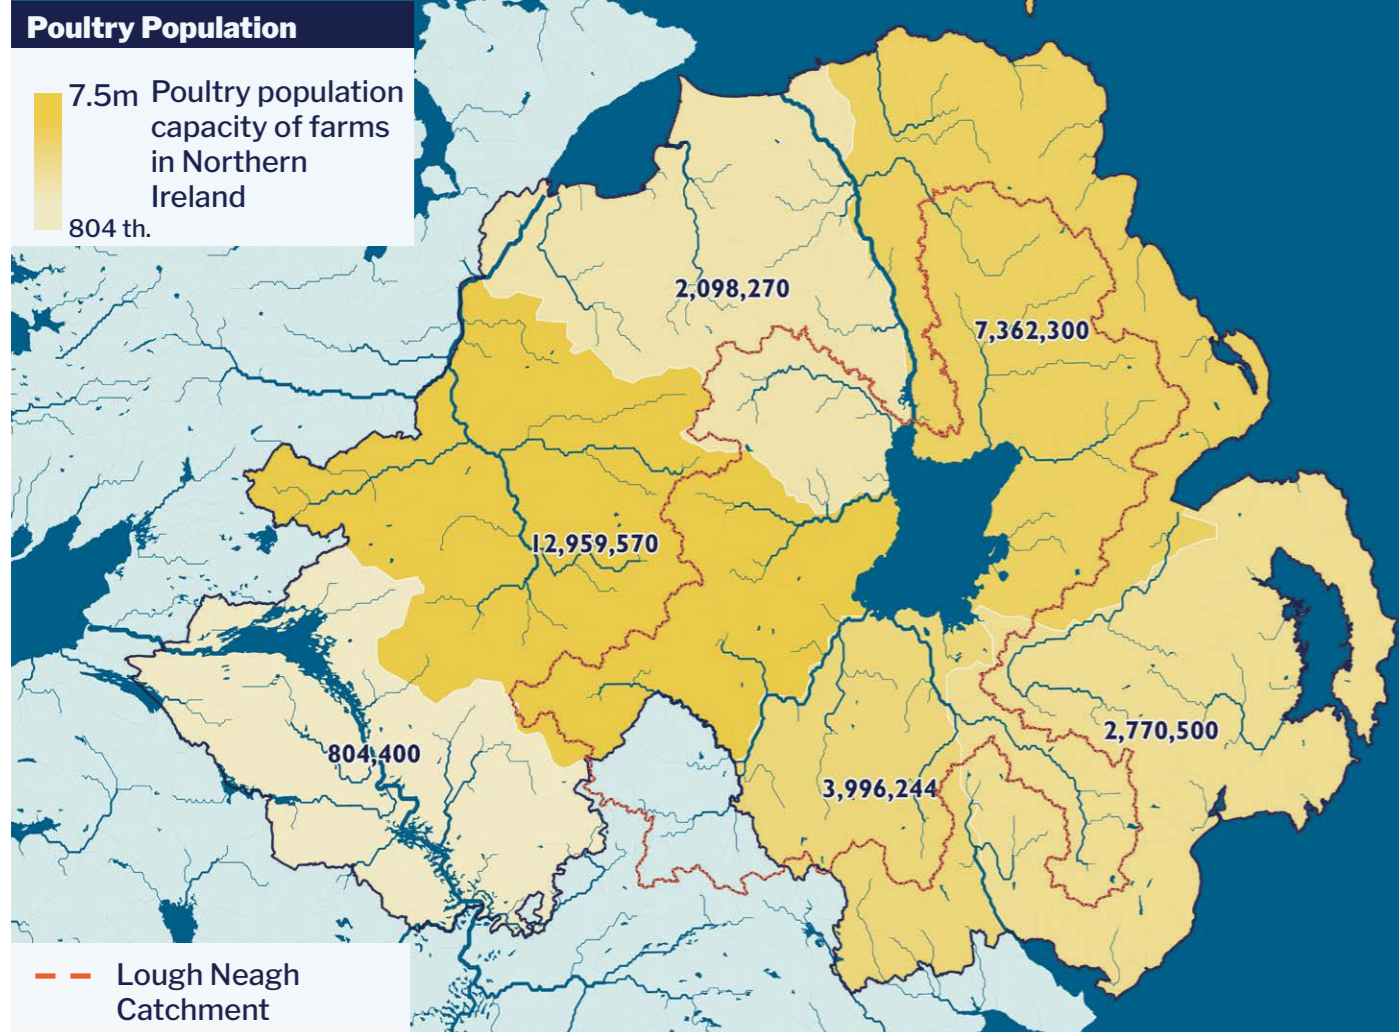 Poultry Population
7.5m
Poultry population
capacity of farms
in Northern
Ireland
804 th.
2,098,270
7,362,300
12,959,570
2,770,500
804,400
3,996,244
Lough Neagh
Catchment